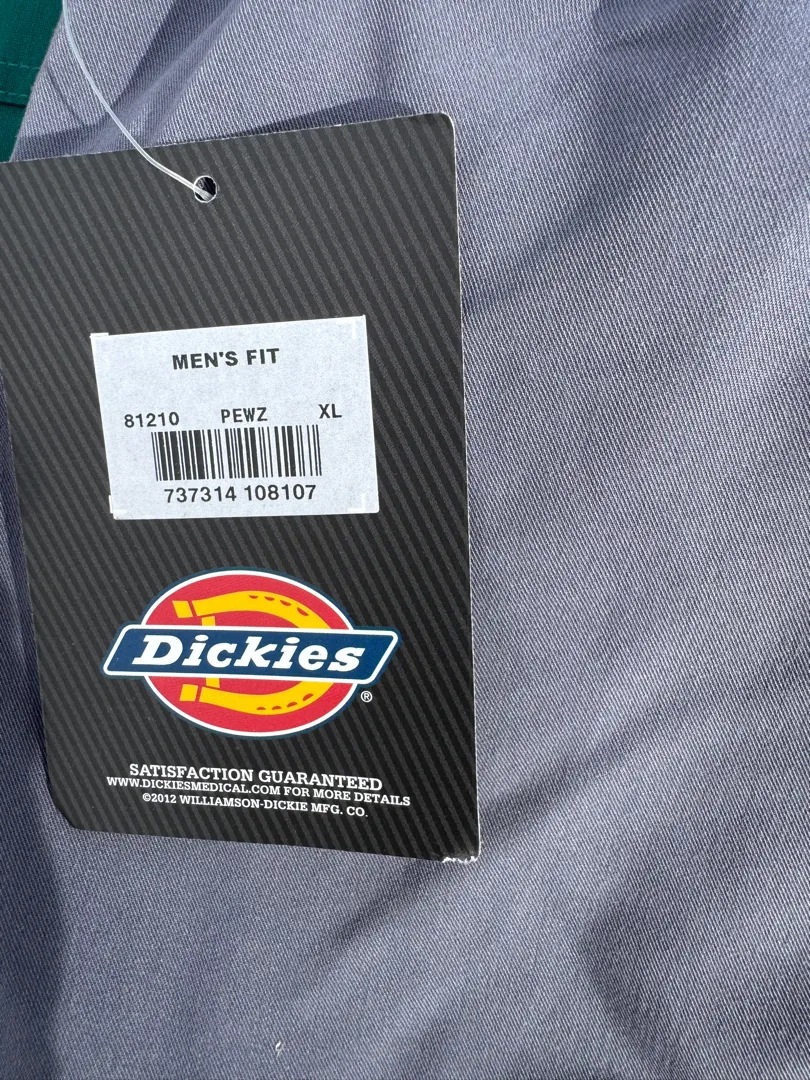 MEN'S FIT
81210 PEWZ XL
737314 108107
Dickies®
SATISFACTION GUARANTEED
WWW.DICKIESMEDICAL.COM FOR MORE DETAILS
©2012 WILLIAMSON-DICKIE MFG. CO.